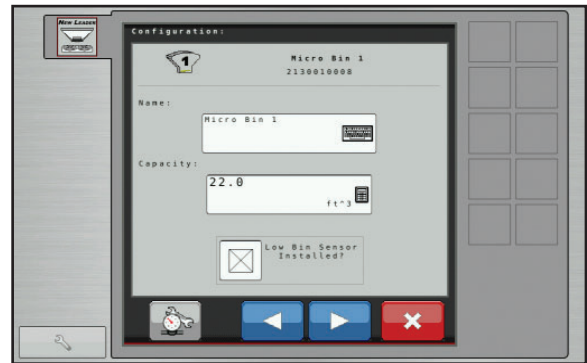 New Leader
Configuration:
1
Micro Bin 1
2130010008
Name:
Micro Bin 1
Capacity:
22.0
ft^3
Low Bin Sensor
Installed?